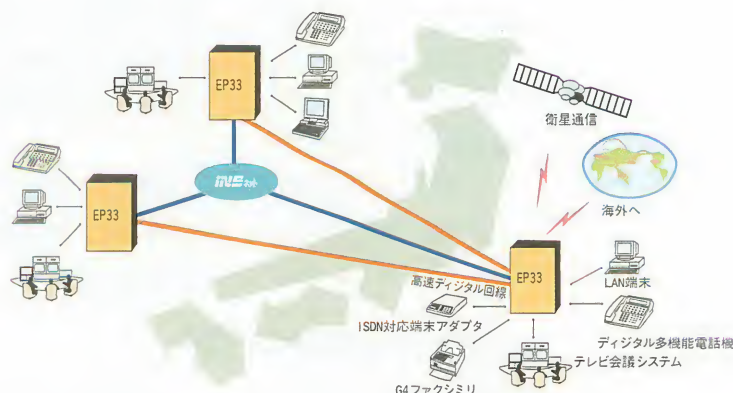 EP33
衛星通信
INSネット
EP33
海外へ
EP33
高速ディジタル回線
LAN端末
ISDN対応端末アダプタ
ディジタル多機能電話機
テレビ会議システム
G4ファクシミリ